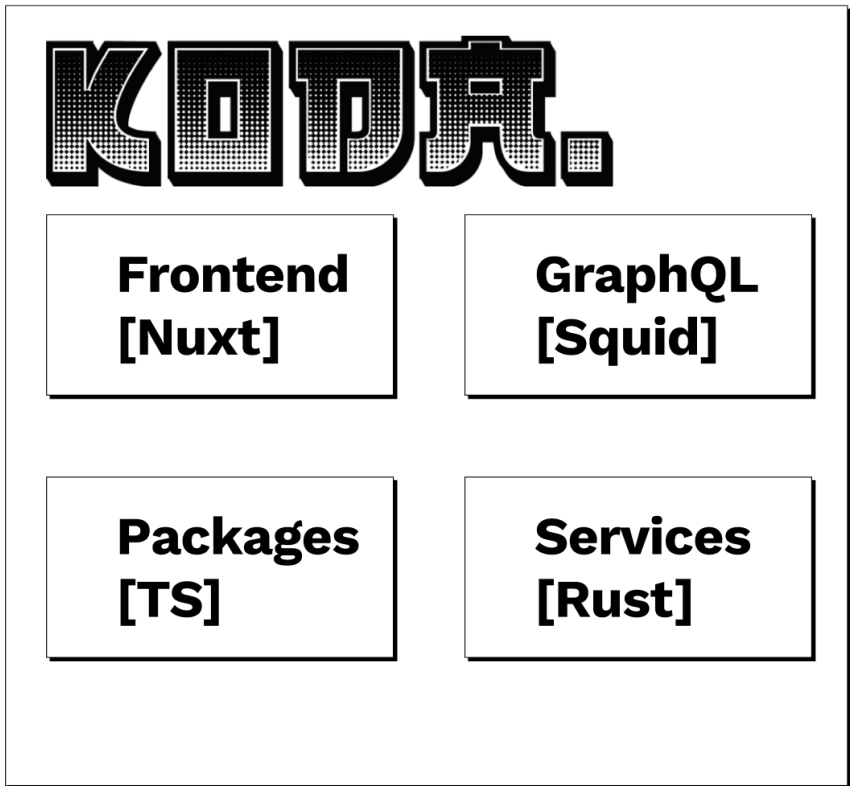 KODA.
Frontend
[Nuxt]
GraphQL
[Squid]
Packages
[TS]
Services
[Rust]